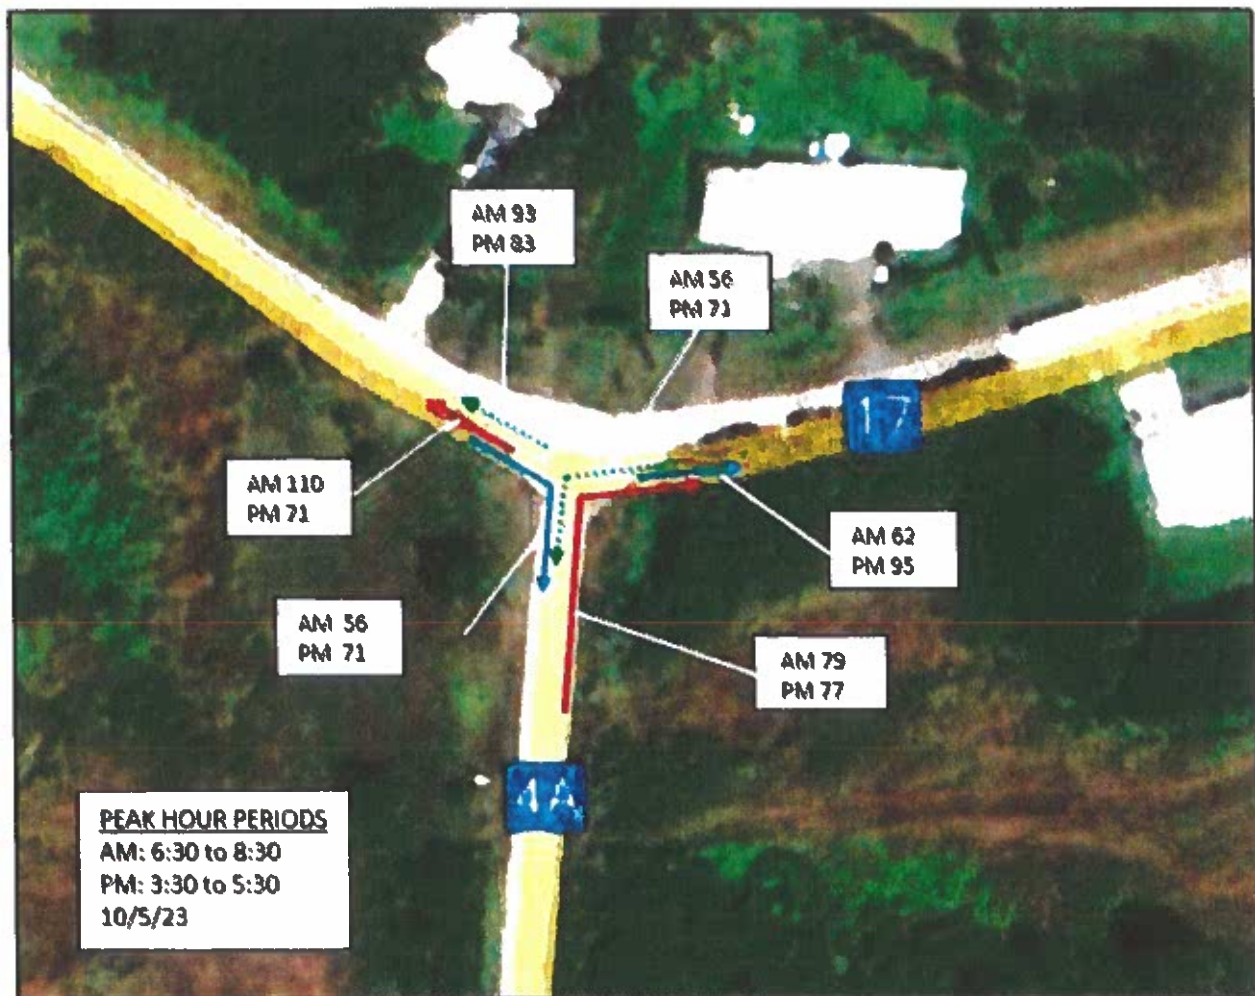 AM 93
PM 83
AM 56
PM 71
17
AM 110
PM 71
AM 62
PM 95
AM 56
PM 71
AM 79
PM 77
4A
PEAK HOUR PERIODS
AM: 6:30 to 8:30
PM: 3:30 to 5:30
10/5/23